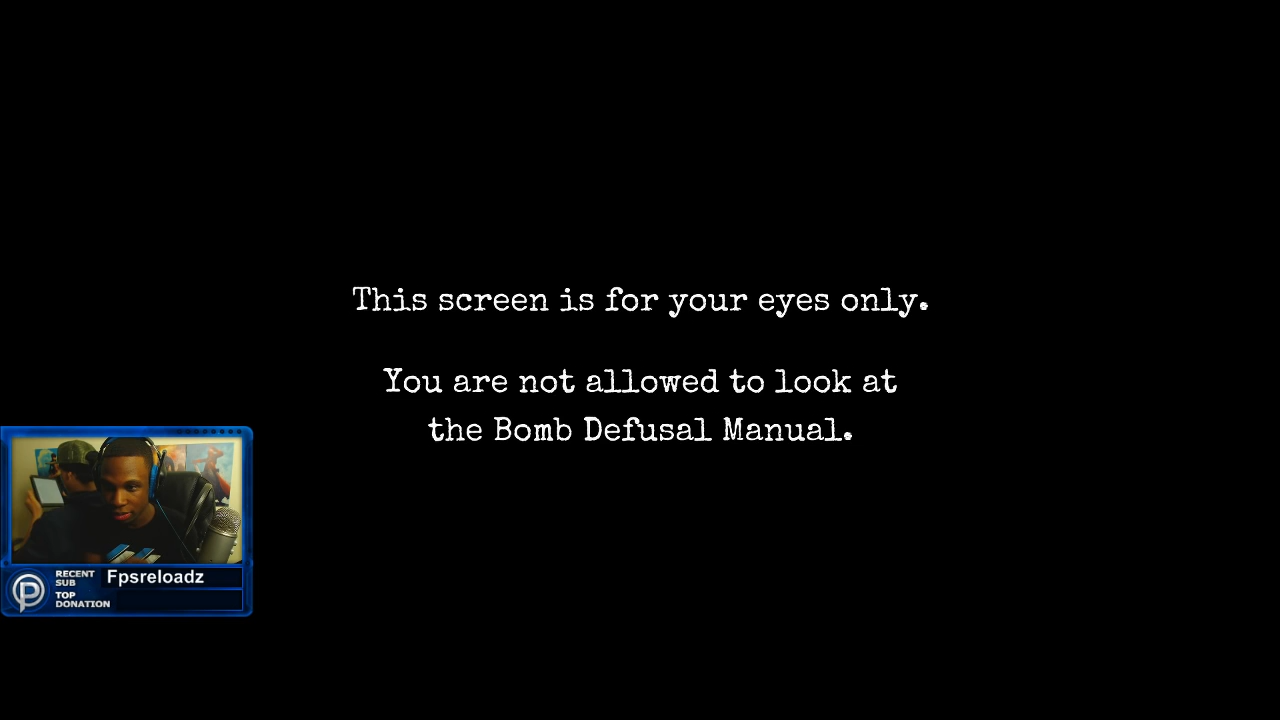 This screen is for your eyes only.
You are not allowed to look at
the Bomb Defusal Manual.
RECENT
SUB
Fpsreloadz
TOP
DONATION